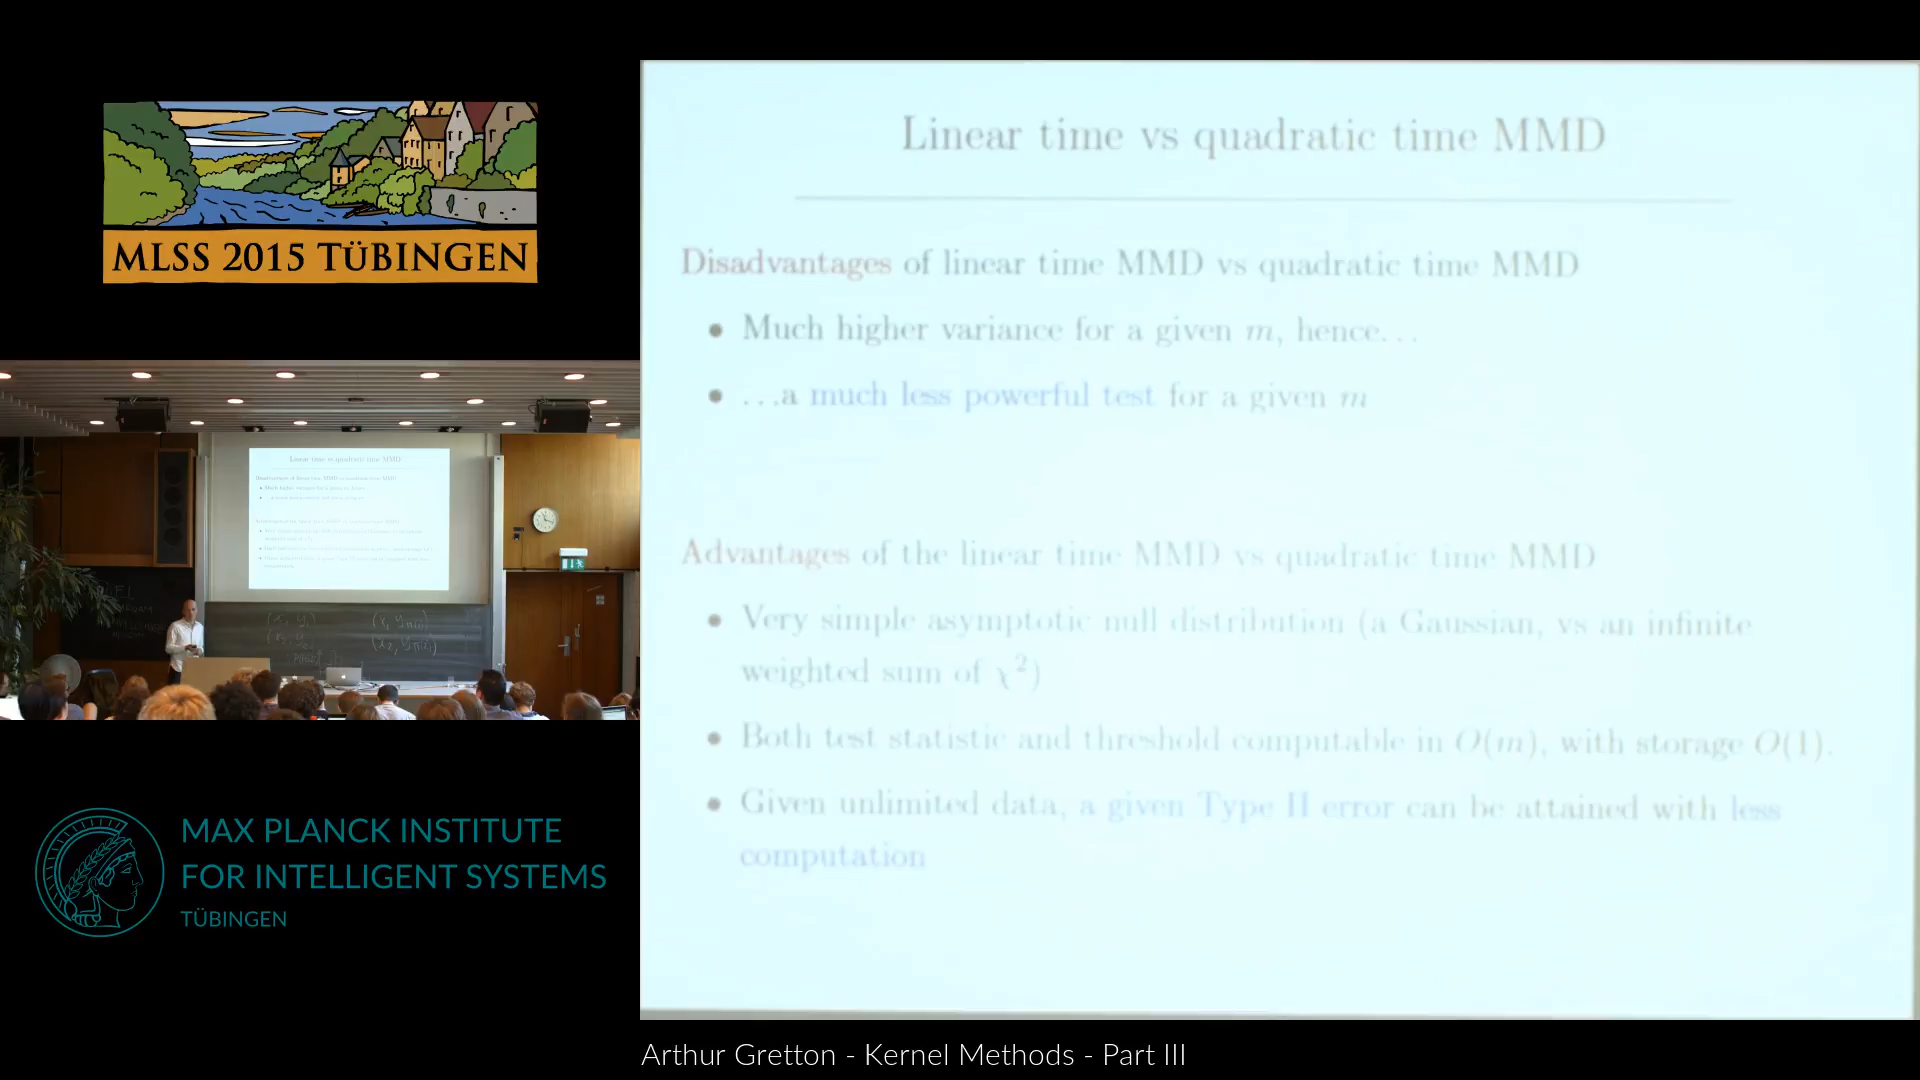 MLSS 2015 TÜBINGEN
Linear time vs quadratic time MMD
Disadvantages of linear time MMD vs quadratic time MMD
• Much higher variance for a given m, hence...
• ...a much less powerful test for a given m
Advantages of the linear time MMD vs quadratic time MMD
• Very simple asymptotic null distribution (a Gaussian, vs an infinite
weighted sum of χ²)
• Both test statistic and threshold computable in O(m), with storage O(1).
• Given unlimited data, a given Type II error can be attained with less
computation
MAX PLANCK INSTITUTE
FOR INTELLIGENT SYSTEMS
TÜBINGEN
Arthur Gretton - Kernel Methods - Part III